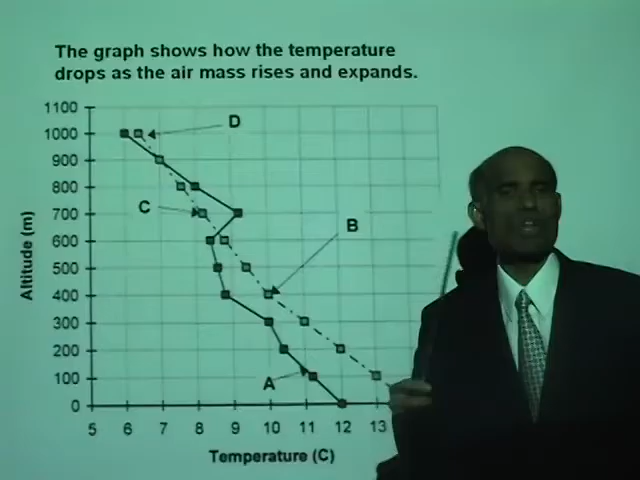 The graph shows how the temperature
drops as the air mass rises and expands.
1100
1000
900
800
700
600
500
400
300
200
100
0
Altitude (m)
D
C
B
A
5 6 7 8 9 10 11 12 13
Temperature (C)